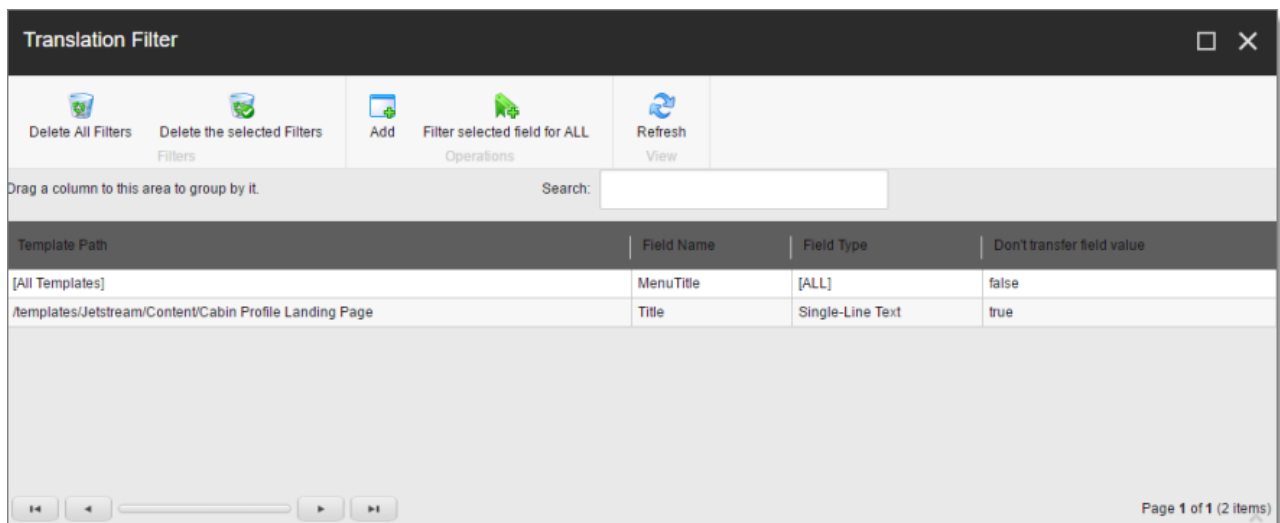 Translation Filter
Delete All Filters Delete the selected Filters Add Filter selected field for ALL Refresh
Filters Operations View
Drag a column to this area to group by it. Search:
Template Path Field Name Field Type Don't transfer field value
[All Templates] MenuTitle [ALL] false
/templates/Jetstream/Content/Cabin Profile Landing Page Title Single-Line Text true
Page 1 of 1 (2 items)